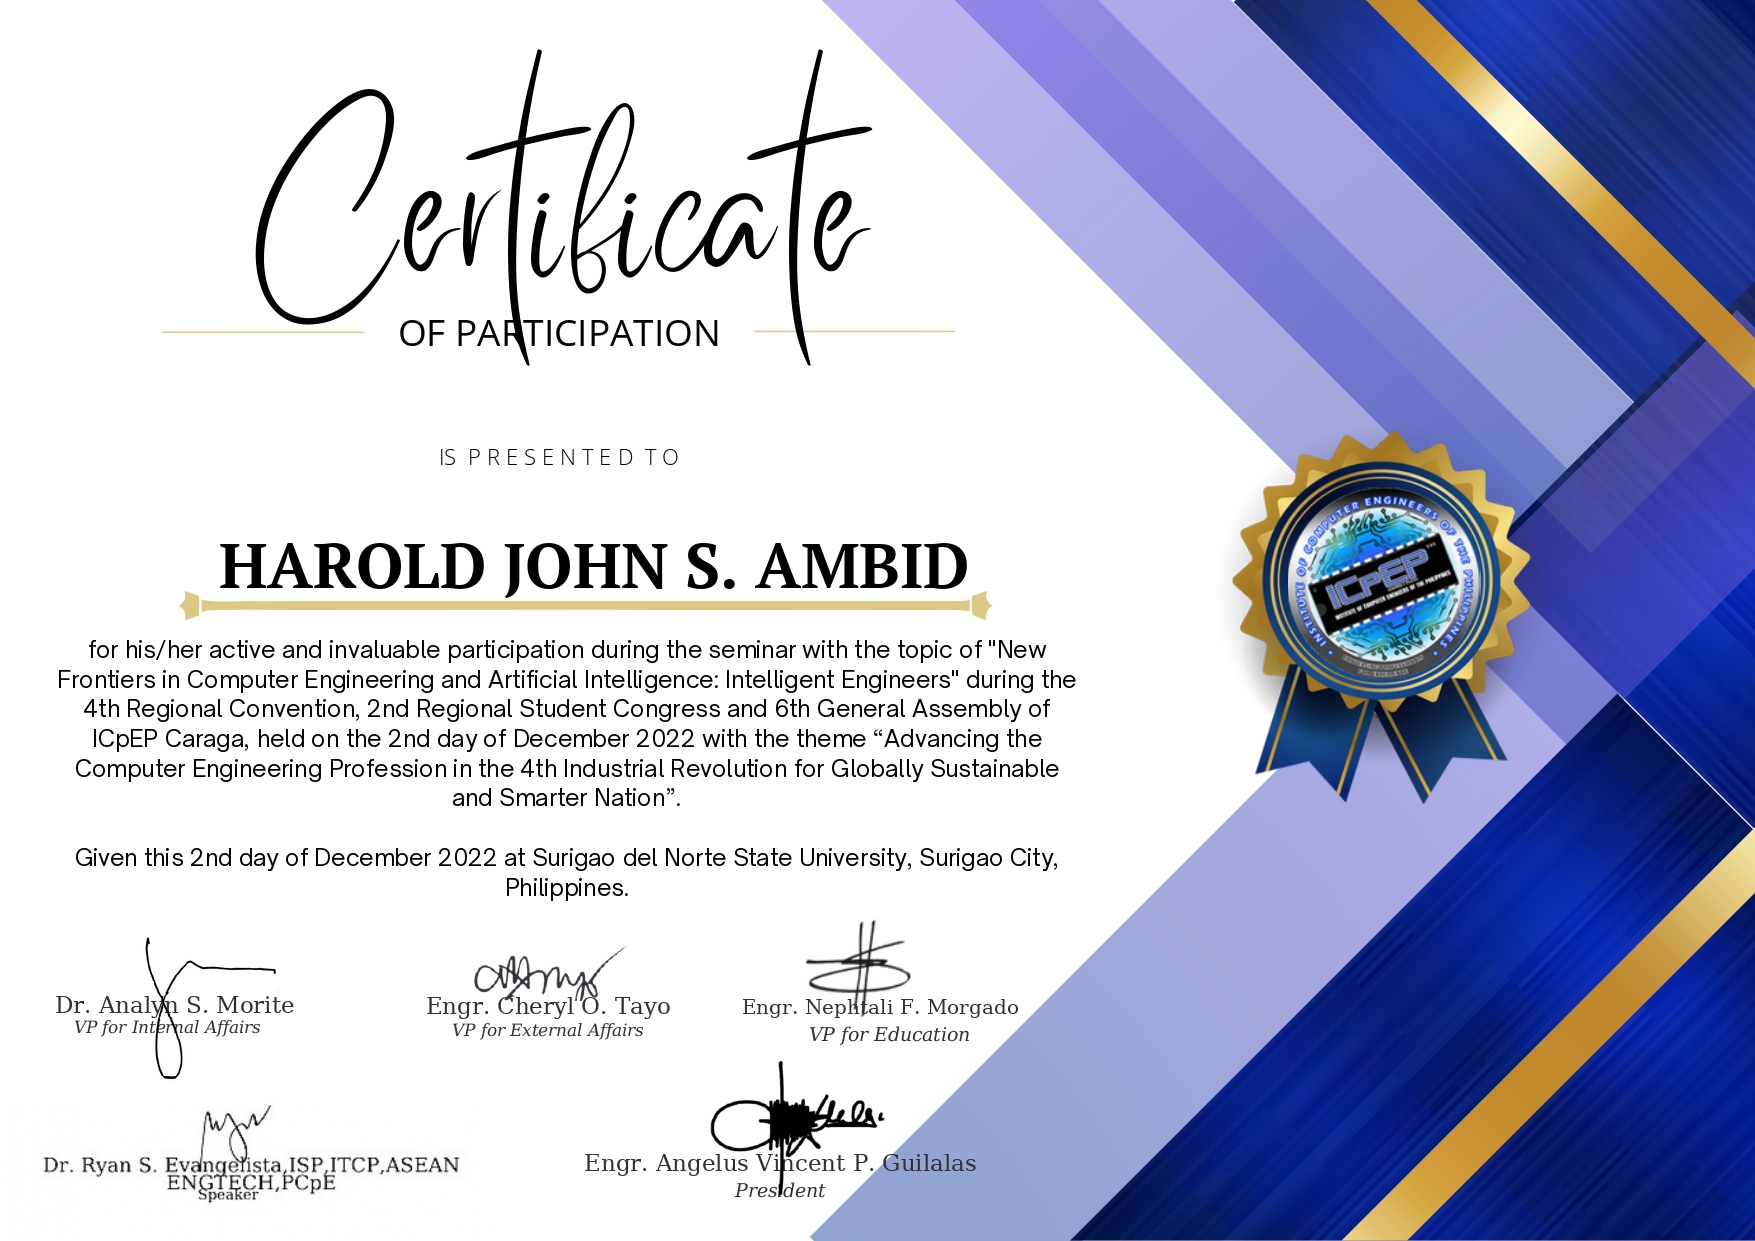 Certificate
OF PARTICIPATION
IS PRESENTED TO
HAROLD JOHN S. AMBID
for his/her active and invaluable participation during the seminar with the topic of "New
Frontiers in Computer Engineering and Artificial Intelligence: Intelligent Engineers" during the
4th Regional Convention, 2nd Regional Student Congress and 6th General Assembly of
ICpEP Caraga, held on the 2nd day of December 2022 with the theme “Advancing the
Computer Engineering Profession in the 4th Industrial Revolution for Globally Sustainable
and Smarter Nation”.
Given this 2nd day of December 2022 at Surigao del Norte State University, Surigao City,
Philippines.
Dr. Analyn S. Morite
VP for Internal Affairs
Engr. Cheryl O. Tayo
VP for External Affairs
Engr. Nephtali F. Morgado
VP for Education
Dr. Ryan S. Evangelista,ISP,ITCP,ASEAN
ENGTECH,PCpE
Speaker
Engr. Angelus Vincent P. Guilalas
President
INSTITUTE OF COMPUTER ENGINEERS OF THE PHILIPPINES
ICpEP
INSTITUTE OF COMPUTER ENGINEERS OF THE PHILIPPINES